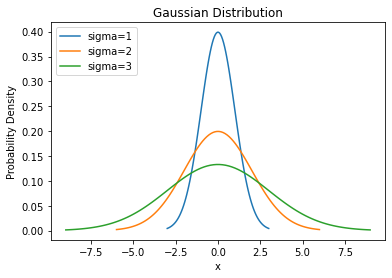 Gaussian Distribution
sigma=1
sigma=2
sigma=3
Probability Density
0.40
0.35
0.30
0.25
0.20
0.15
0.10
0.05
0.00
−7.5 −5.0 −2.5 0.0 2.5 5.0 7.5
x